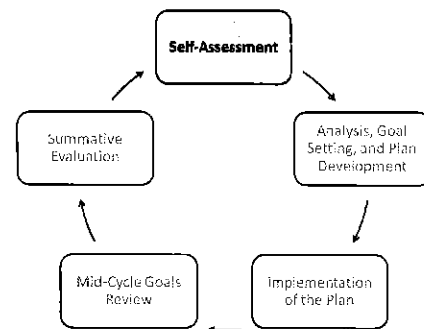 Self-Assessment
Analysis, Goal
Setting, and Plan
Development
Implementation
of the Plan
Mid-Cycle Goals
Review
Summative
Evaluation